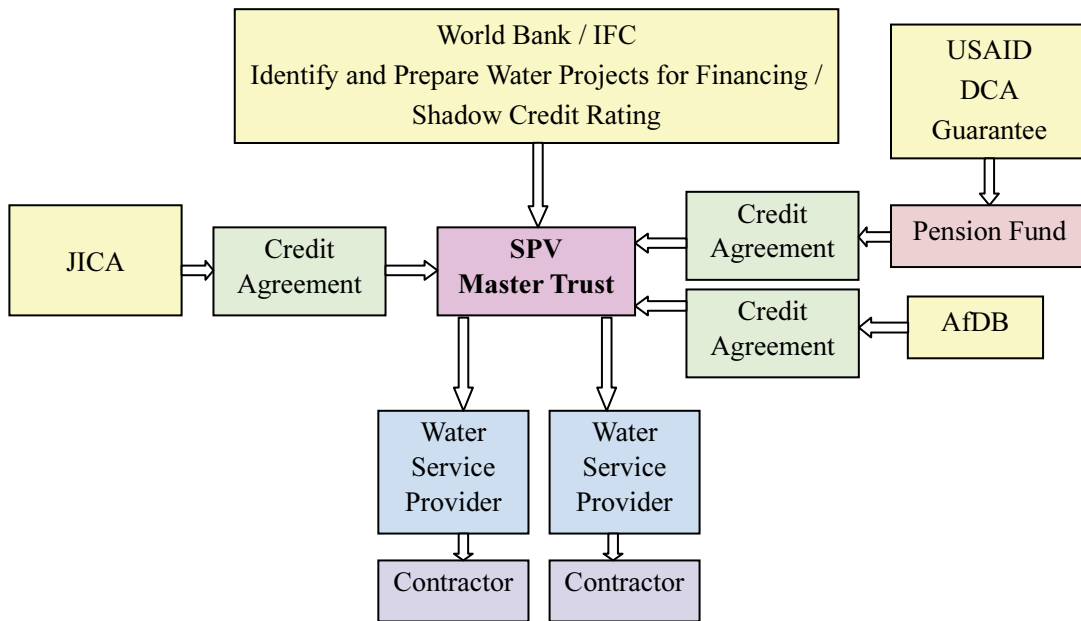 World Bank / IFC
Identify and Prepare Water Projects for Financing /
Shadow Credit Rating
USAID
DCA
Guarantee
JICA
Credit
Agreement
SPV
Master Trust
Credit
Agreement
Pension Fund
Credit
Agreement
AfDB
Water
Service
Provider
Water
Service
Provider
Contractor
Contractor